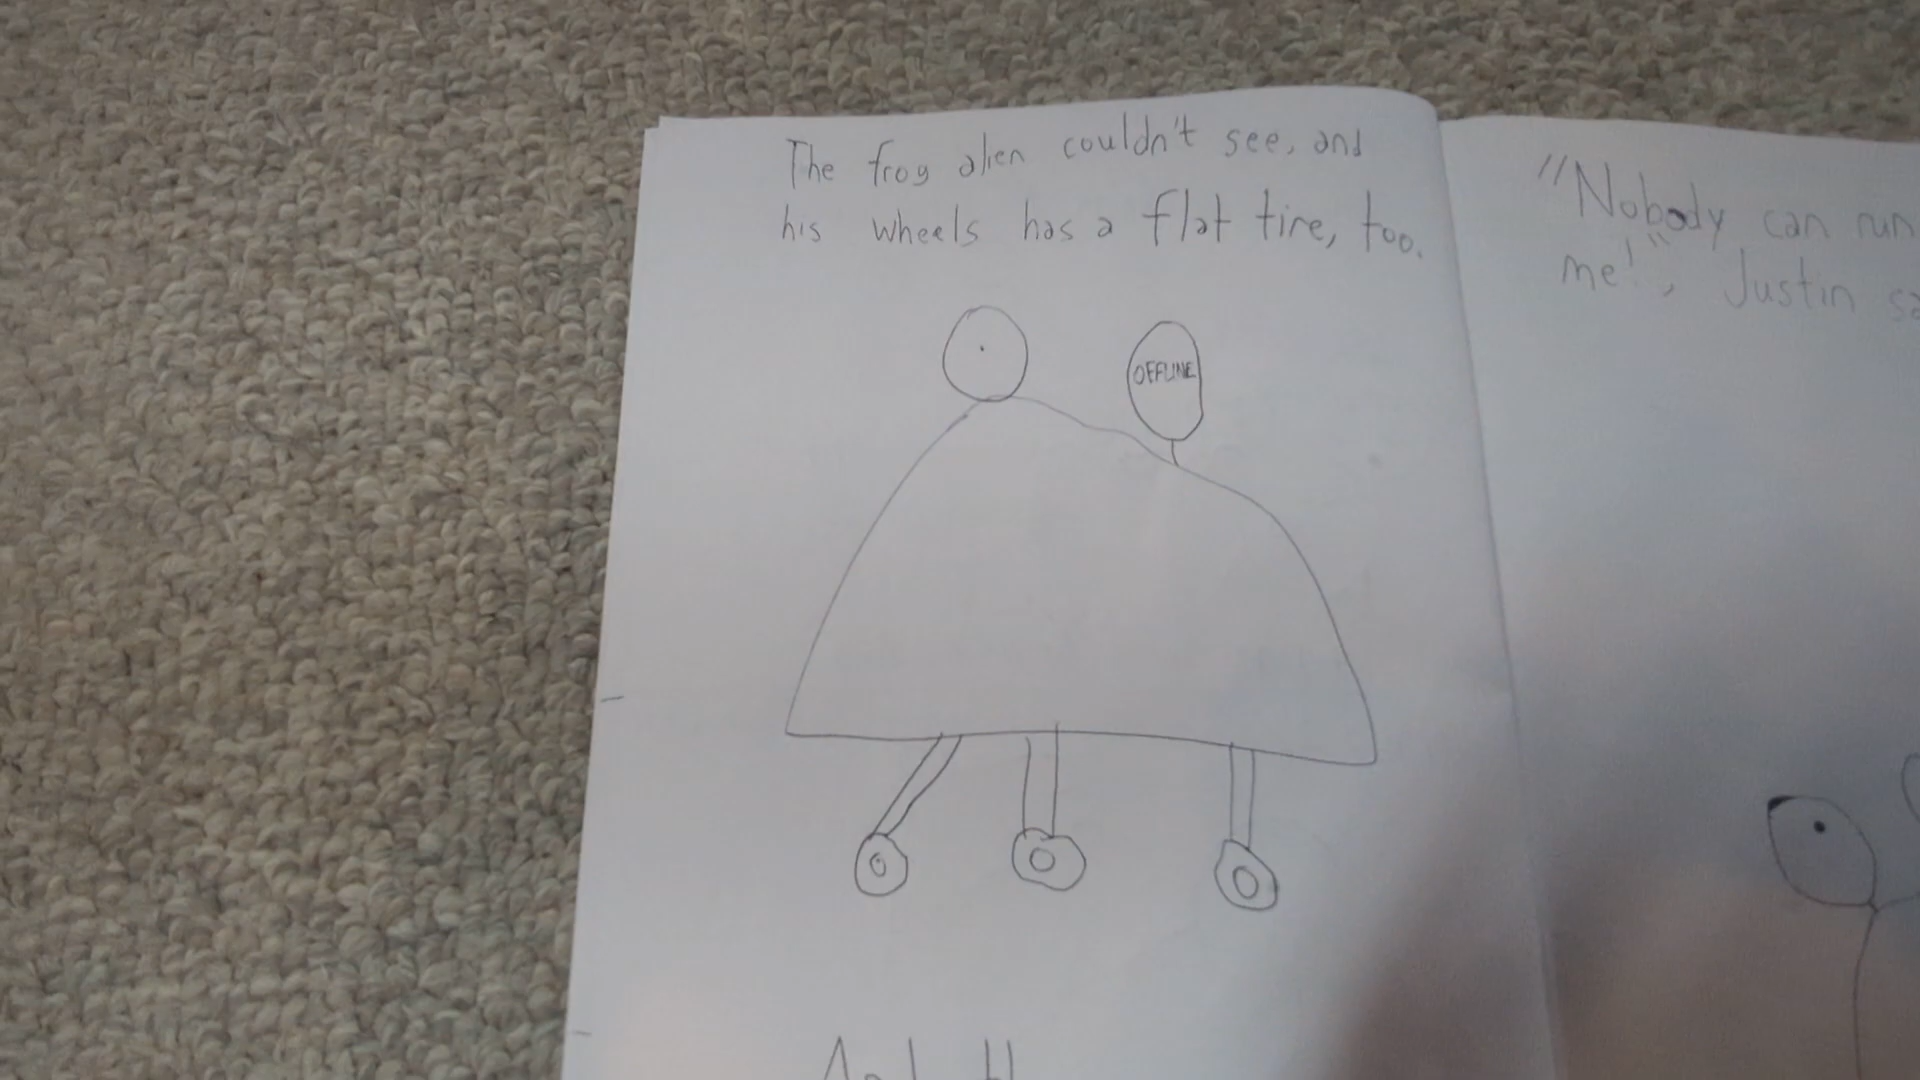 The frog alien couldn't see, and
his wheels has a flat tire, too.
OFFLINE
"Nobody can run
me!", Justin